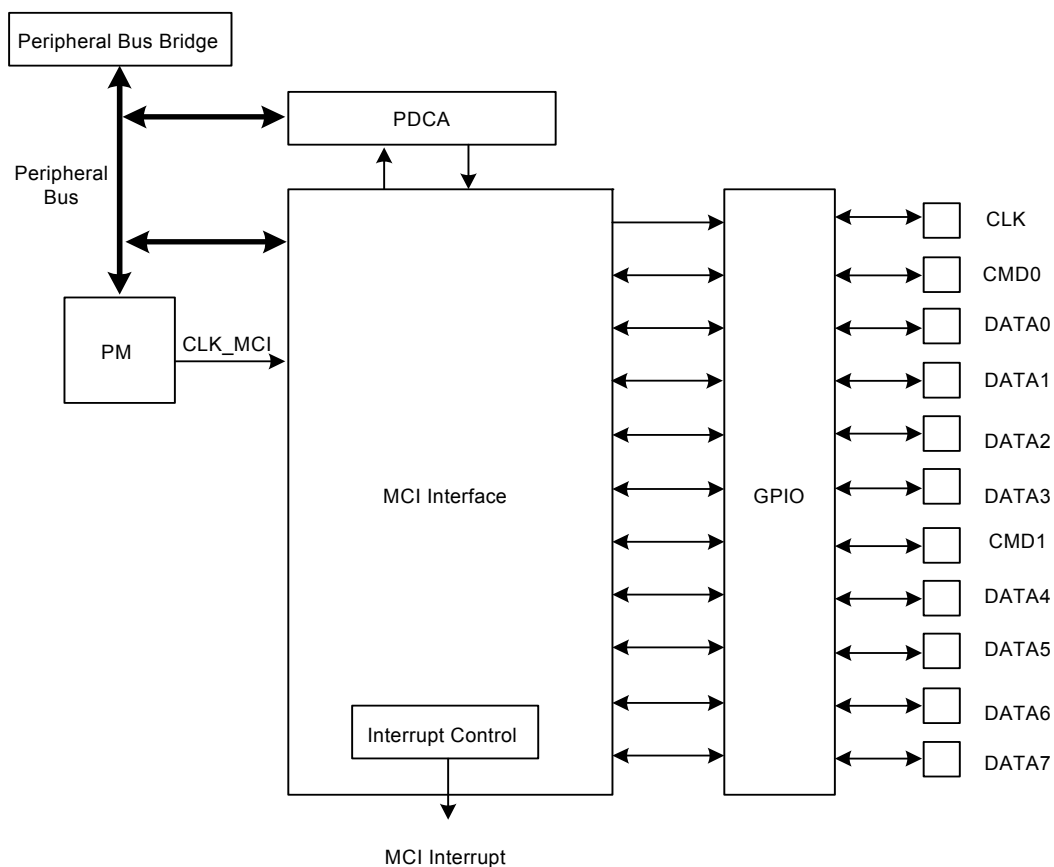 Peripheral Bus Bridge
PDCA
Peripheral
Bus
CLK
CMD0
DATA0
PM
CLK_MCI
DATA1
DATA2
MCI Interface
GPIO
DATA3
CMD1
DATA4
DATA5
DATA6
Interrupt Control
DATA7
MCI Interrupt